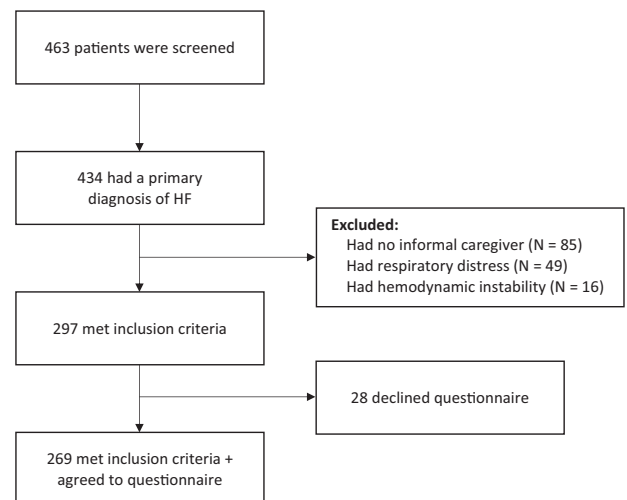 463 patients were screened
434 had a primary
diagnosis of HF
Excluded:
Had no informal caregiver (N = 85)
Had respiratory distress (N = 49)
Had hemodynamic instability (N = 16)
297 met inclusion criteria
28 declined questionnaire
269 met inclusion criteria +
agreed to questionnaire